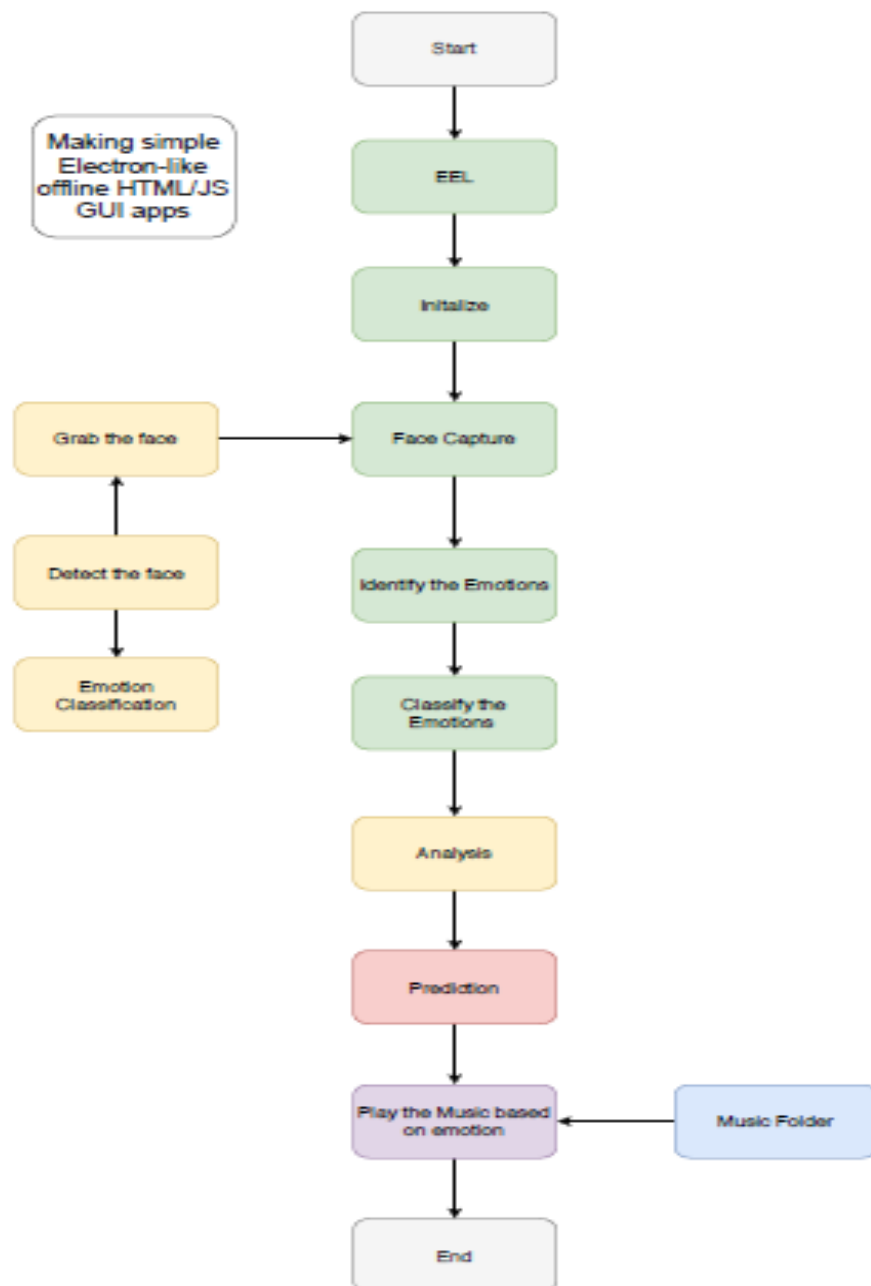 Start
Making simple
Electron-like
offline HTML/JS
GUI apps
EEL
Initalize
Grab the face
Face Capture
Detect the face
Identify the Emotions
Emotion
Classification
Classify the
Emotions
Analysis
Prediction
Play the Music based
on emotion
Music Folder
End